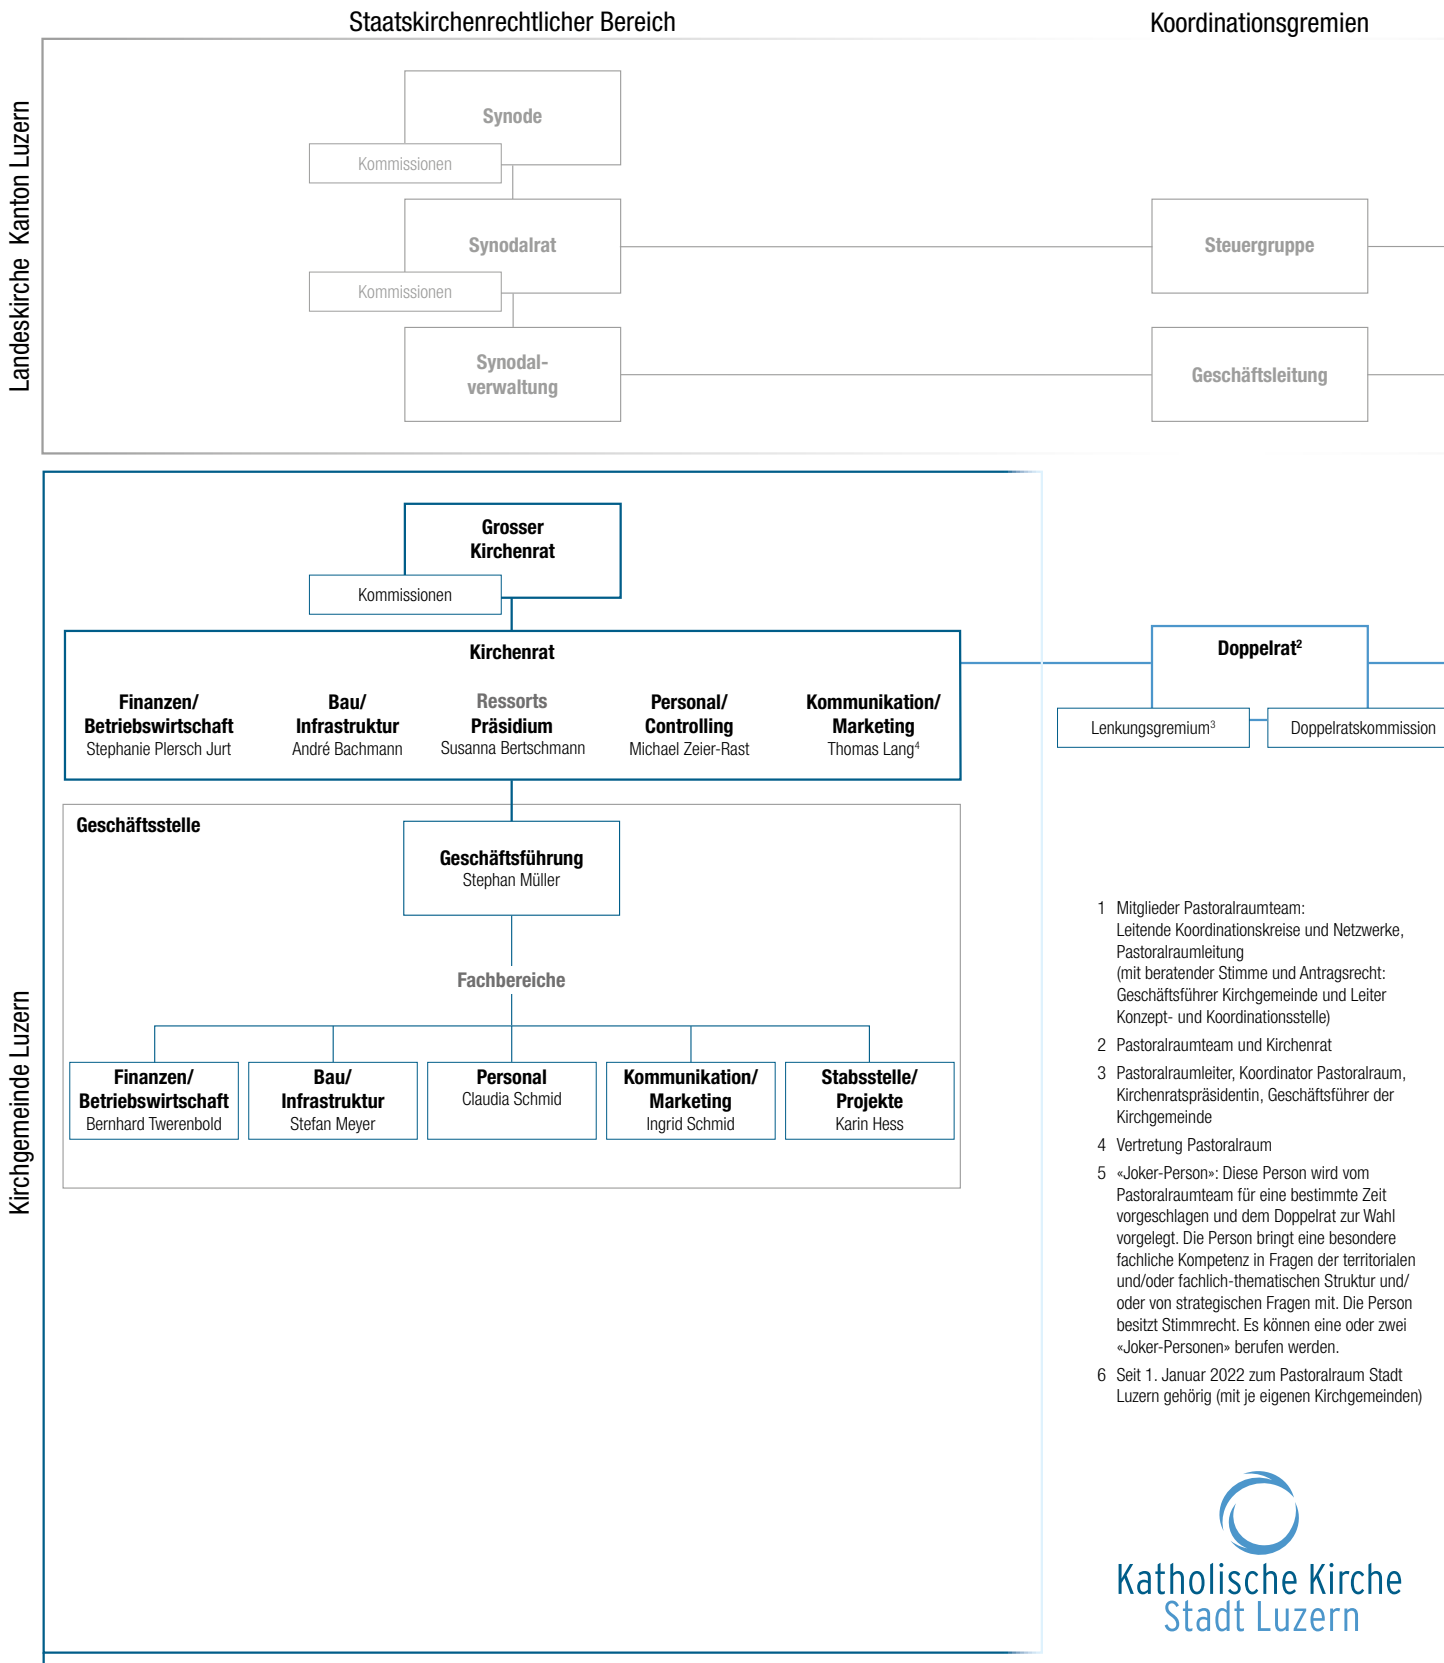 Staatskirchenrechtlicher Bereich
Koordinationsgremien
Landeskirche Kanton Luzern
Synode
Kommissionen
Synodalrat
Steuergruppe
Kommissionen
Synodal-
verwaltung
Geschäftsleitung
Kirchgemeinde Luzern
Grosser
Kirchenrat
Kommissionen
Kirchenrat
Ressorts
Finanzen/
Betriebswirtschaft
Stephanie Plersch Jurt
Bau/
Infrastruktur
André Bachmann
Präsidium
Susanna Bertschmann
Personal/
Controlling
Michael Zeier-Rast
Kommunikation/
Marketing
Thomas Lang⁴
Doppelrat²
Lenkungsgremium³
Doppelratskommission
Geschäftsstelle
Geschäftsführung
Stephan Müller
Fachbereiche
Finanzen/
Betriebswirtschaft
Bernhard Twerenbold
Bau/
Infrastruktur
Stefan Meyer
Personal
Claudia Schmid
Kommunikation/
Marketing
Ingrid Schmid
Stabsstelle/
Projekte
Karin Hess
1 Mitglieder Pastoralraumteam:
Leitende Koordinationskreise und Netzwerke,
Pastoralraumleitung
(mit beratender Stimme und Antragsrecht:
Geschäftsführer Kirchgemeinde und Leiter
Konzept- und Koordinationsstelle)
2 Pastoralraumteam und Kirchenrat
3 Pastoralraumleiter, Koordinator Pastoralraum,
Kirchenratspräsidentin, Geschäftsführer der
Kirchgemeinde
4 Vertretung Pastoralraum
5 «Joker-Person»: Diese Person wird vom
Pastoralraumteam für eine bestimmte Zeit
vorgeschlagen und dem Doppelrat zur Wahl
vorgelegt. Die Person bringt eine besondere
fachliche Kompetenz in Fragen der territorialen
und/oder fachlich-thematischen Struktur und/
oder von strategischen Fragen mit. Die Person
besitzt Stimmrecht. Es können eine oder zwei
«Joker-Personen» berufen werden.
6 Seit 1. Januar 2022 zum Pastoralraum Stadt
Luzern gehörig (mit je eigenen Kirchgemeinden)
Katholische Kirche
Stadt Luzern